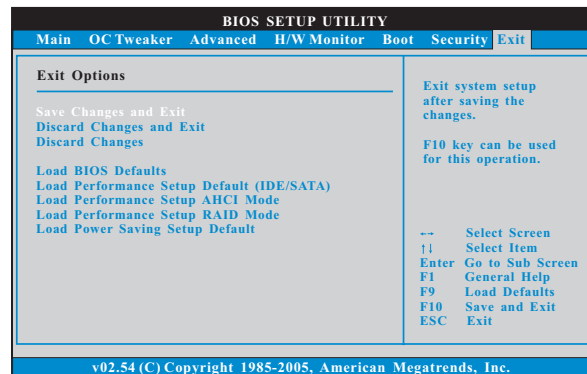 BIOS SETUP UTILITY
Main OC Tweaker Advanced H/W Monitor Boot Security Exit
Exit Options
Save Changes and Exit
Discard Changes and Exit
Discard Changes
Load BIOS Defaults
Load Performance Setup Default (IDE/SATA)
Load Performance Setup AHCI Mode
Load Performance Setup RAID Mode
Load Power Saving Setup Default
Exit system setup
after saving the
changes.
F10 key can be used
for this operation.
←→ Select Screen
↑↓ Select Item
Enter Go to Sub Screen
F1 General Help
F9 Load Defaults
F10 Save and Exit
ESC Exit
v02.54 (C) Copyright 1985-2005, American Megatrends, Inc.